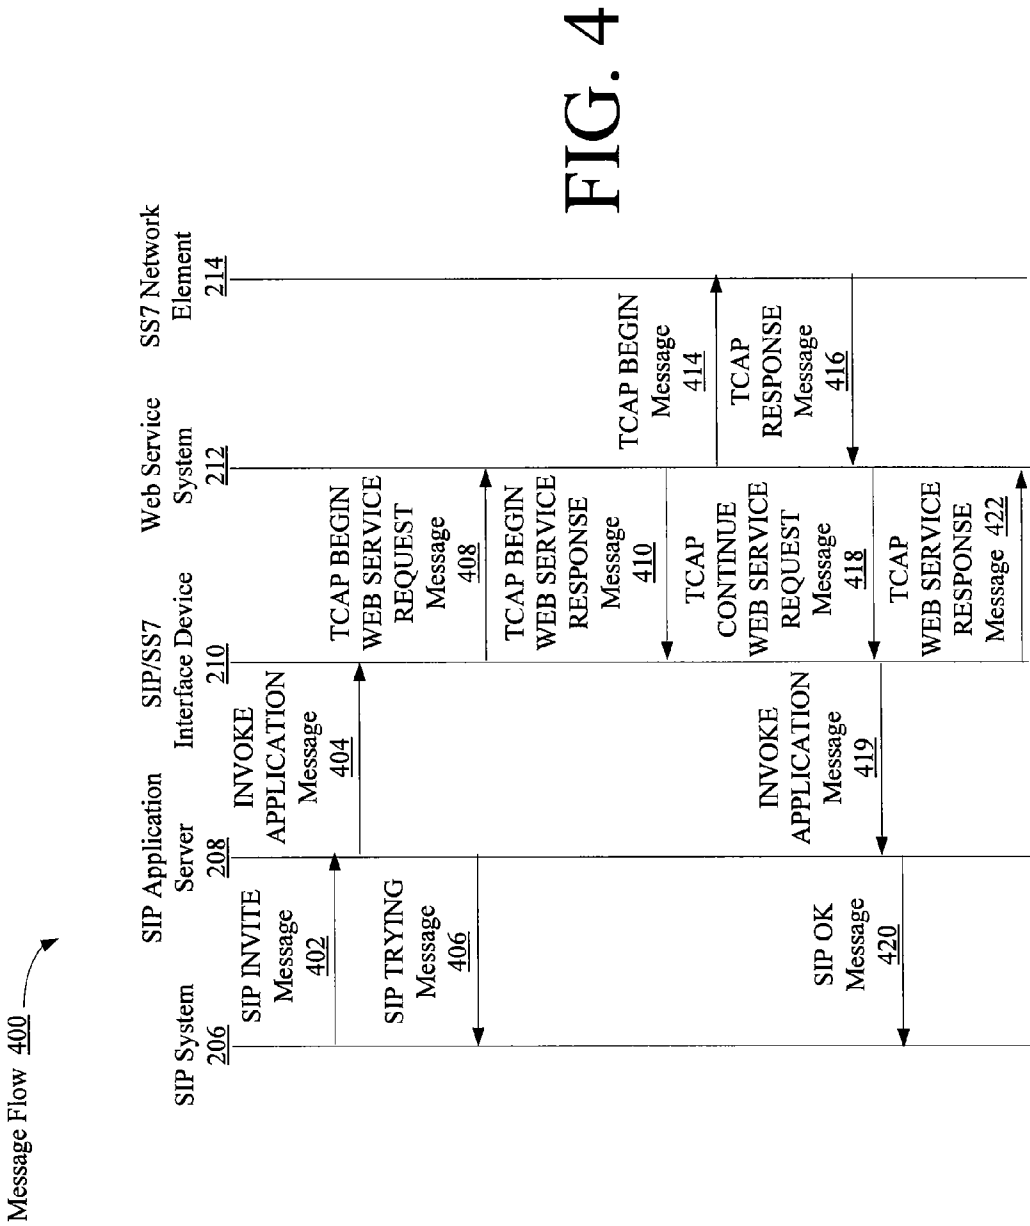 Message Flow 400
SIP System
206
SIP Application
Server
208
SIP/SS7
Interface Device
210
Web Service
System
212
SS7 Network
Element
214
SIP INVITE
Message
402
INVOKE
APPLICATION
Message
404
SIP TRYING
Message
406
TCAP BEGIN
WEB SERVICE
REQUEST
Message
408
TCAP BEGIN
WEB SERVICE
RESPONSE
Message
410
TCAP BEGIN
Message
414
TCAP
RESPONSE
Message
416
TCAP
CONTINUE
WEB SERVICE
REQUEST
Message
418
INVOKE
APPLICATION
Message
419
SIP OK
Message
420
TCAP
WEB SERVICE
RESPONSE
Message 422
FIG. 4